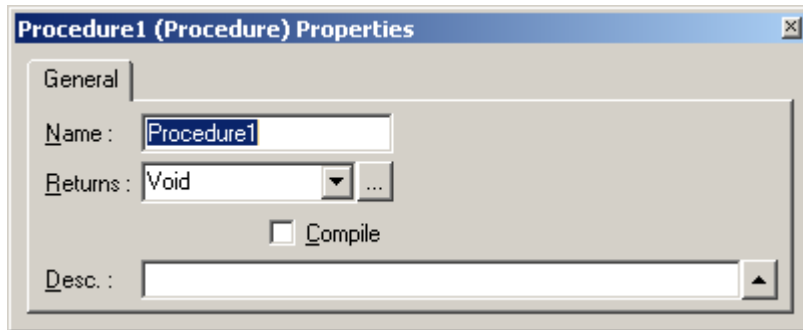 Procedure1 (Procedure) Properties
General
Name : Procedure1
Returns : Void ...
Compile
Desc. :